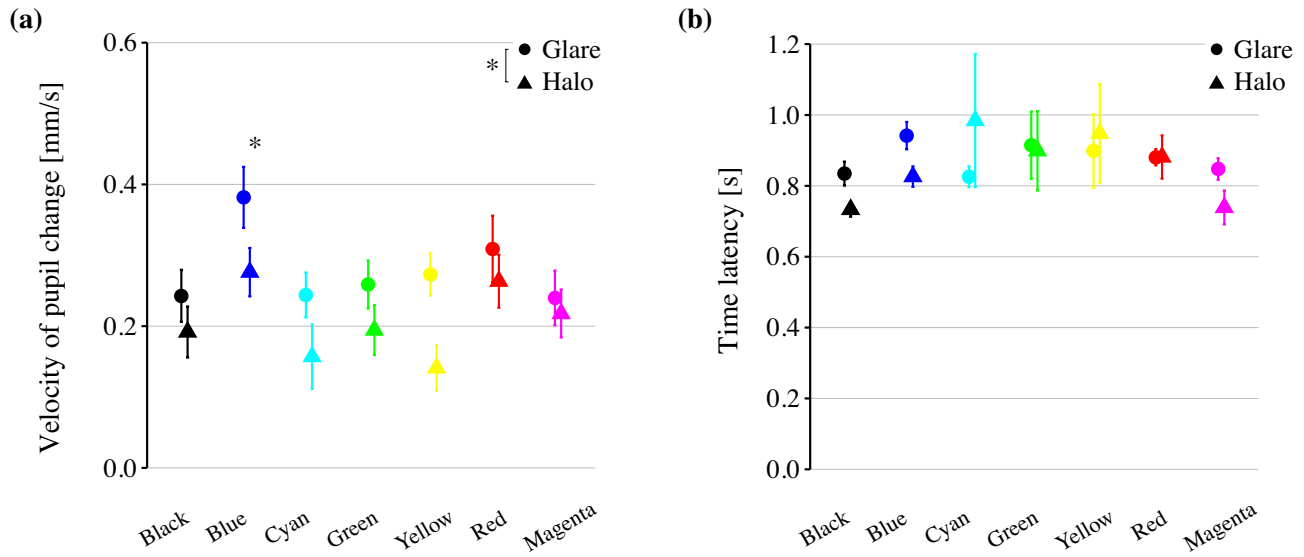 (a)
Velocity of pupil change [mm/s]
0.6
0.4
0.2
0.0
* Glare
Halo
*
Black Blue Cyan Green Yellow Red Magenta
(b)
Time latency [s]
1.2
1.0
0.8
0.6
0.4
0.2
0.0
Glare
Halo
Black Blue Cyan Green Yellow Red Magenta